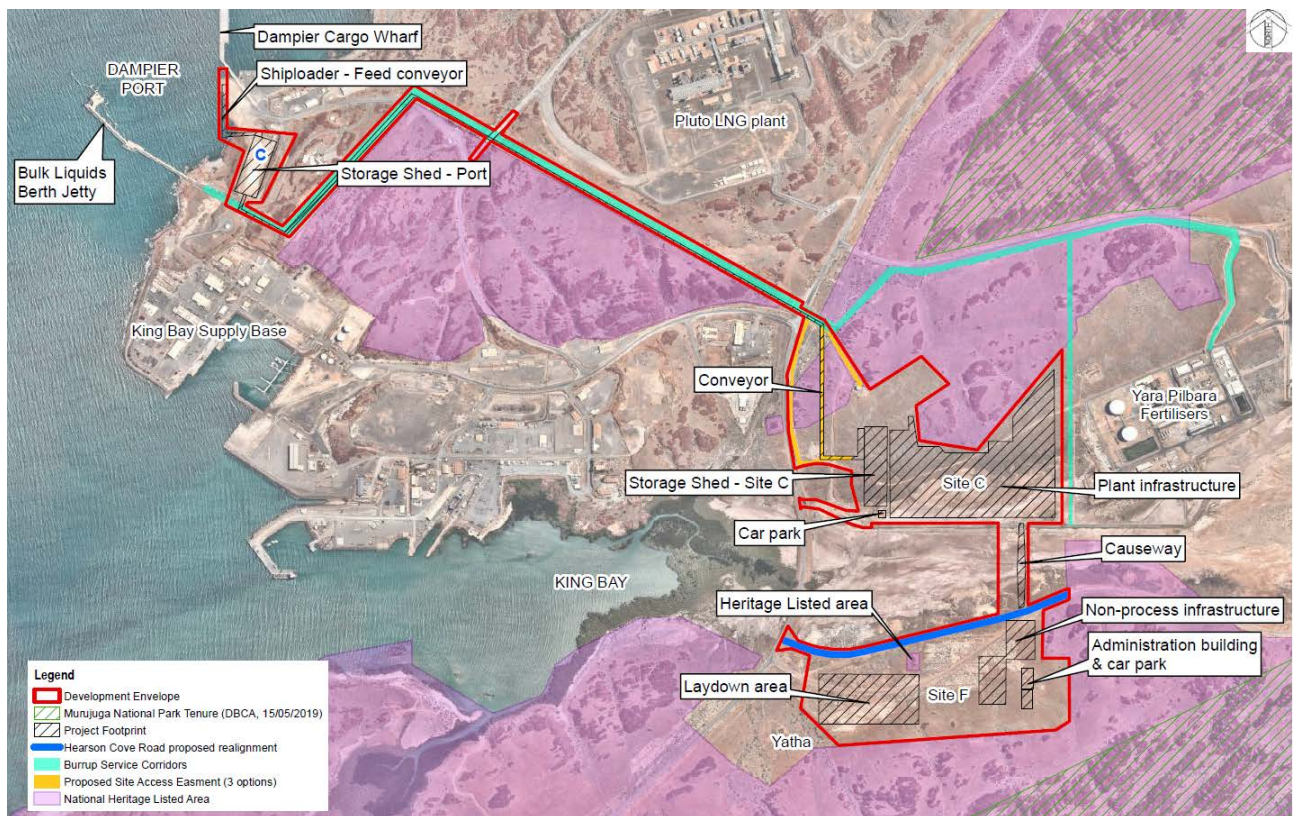 NORTH
Dampier Cargo Wharf
DAMPIER
PORT
Shiploader - Feed conveyor
Pluto LNG plant
C
Bulk Liquids
Berth Jetty
Storage Shed - Port
King Bay Supply Base
Conveyor
Yara Pilbara
Fertilisers
Storage Shed - Site C
Site C
Plant infrastructure
Car park
Causeway
KING BAY
Heritage Listed area
Non-process infrastructure
Administration building
& car park
Laydown area
Site F
Yatha
Legend
Development Envelope
Murujuga National Park Tenure (DBCA, 15/05/2019)
Project Footprint
Hearson Cove Road proposed realignment
Burrup Service Corridors
Proposed Site Access Easment (3 options)
National Heritage Listed Area